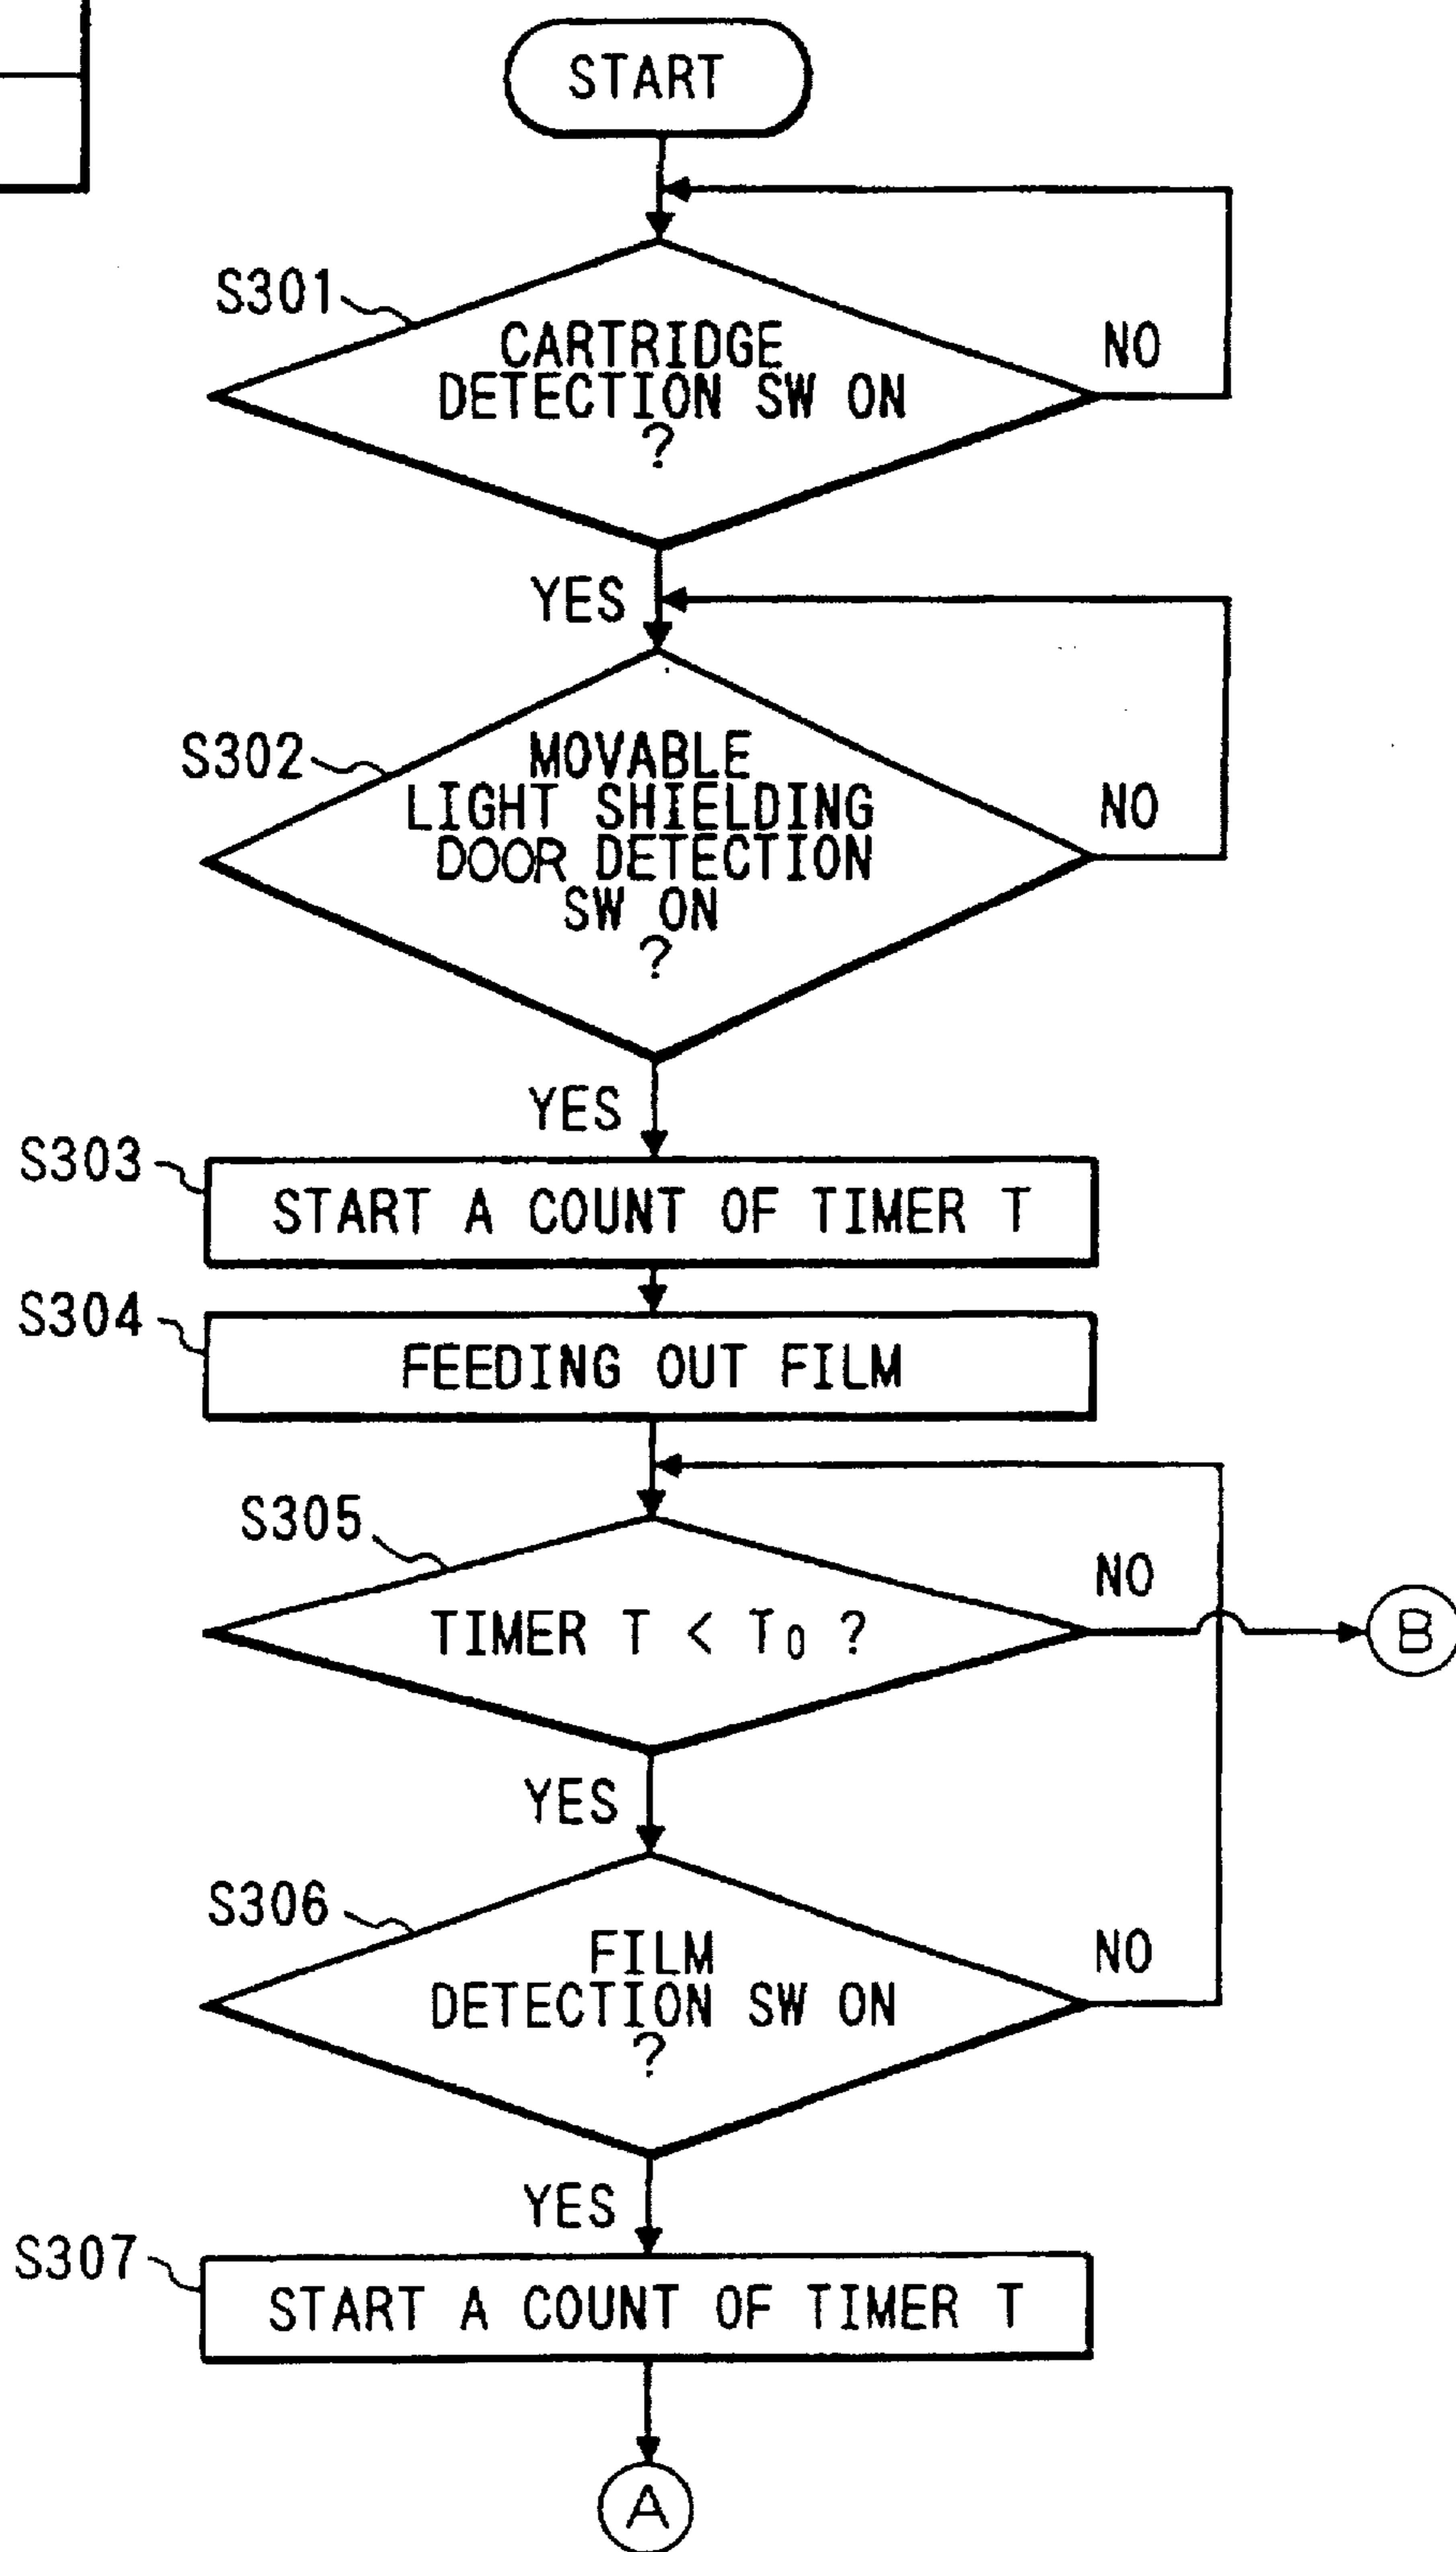 START
S301
CARTRIDGE
DETECTION SW ON
?
NO
YES
S302
MOVABLE
LIGHT SHIELDING
DOOR DETECTION
SW ON
?
NO
YES
S303
START A COUNT OF TIMER T
S304
FEEDING OUT FILM
S305
TIMER T < T₀ ?
NO
B
YES
S306
FILM
DETECTION SW ON
?
NO
YES
S307
START A COUNT OF TIMER T
A